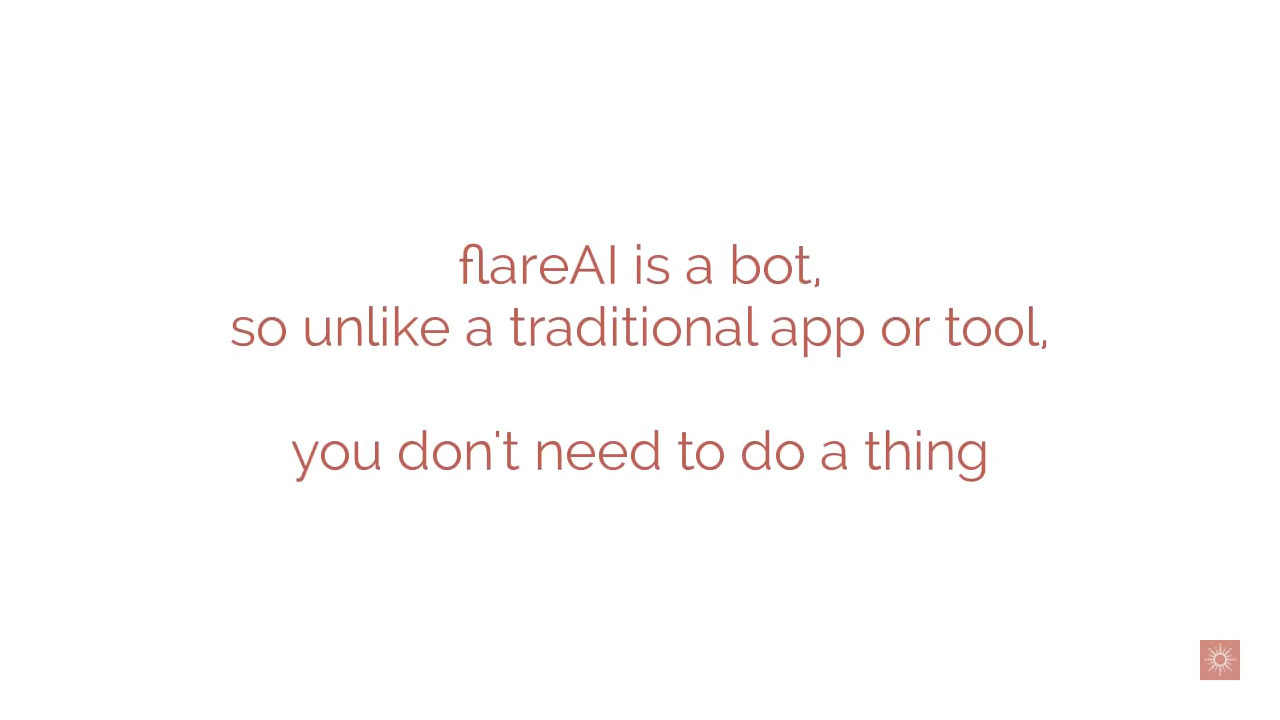 flareAI is a bot,
so unlike a traditional app or tool,
you don't need to do a thing